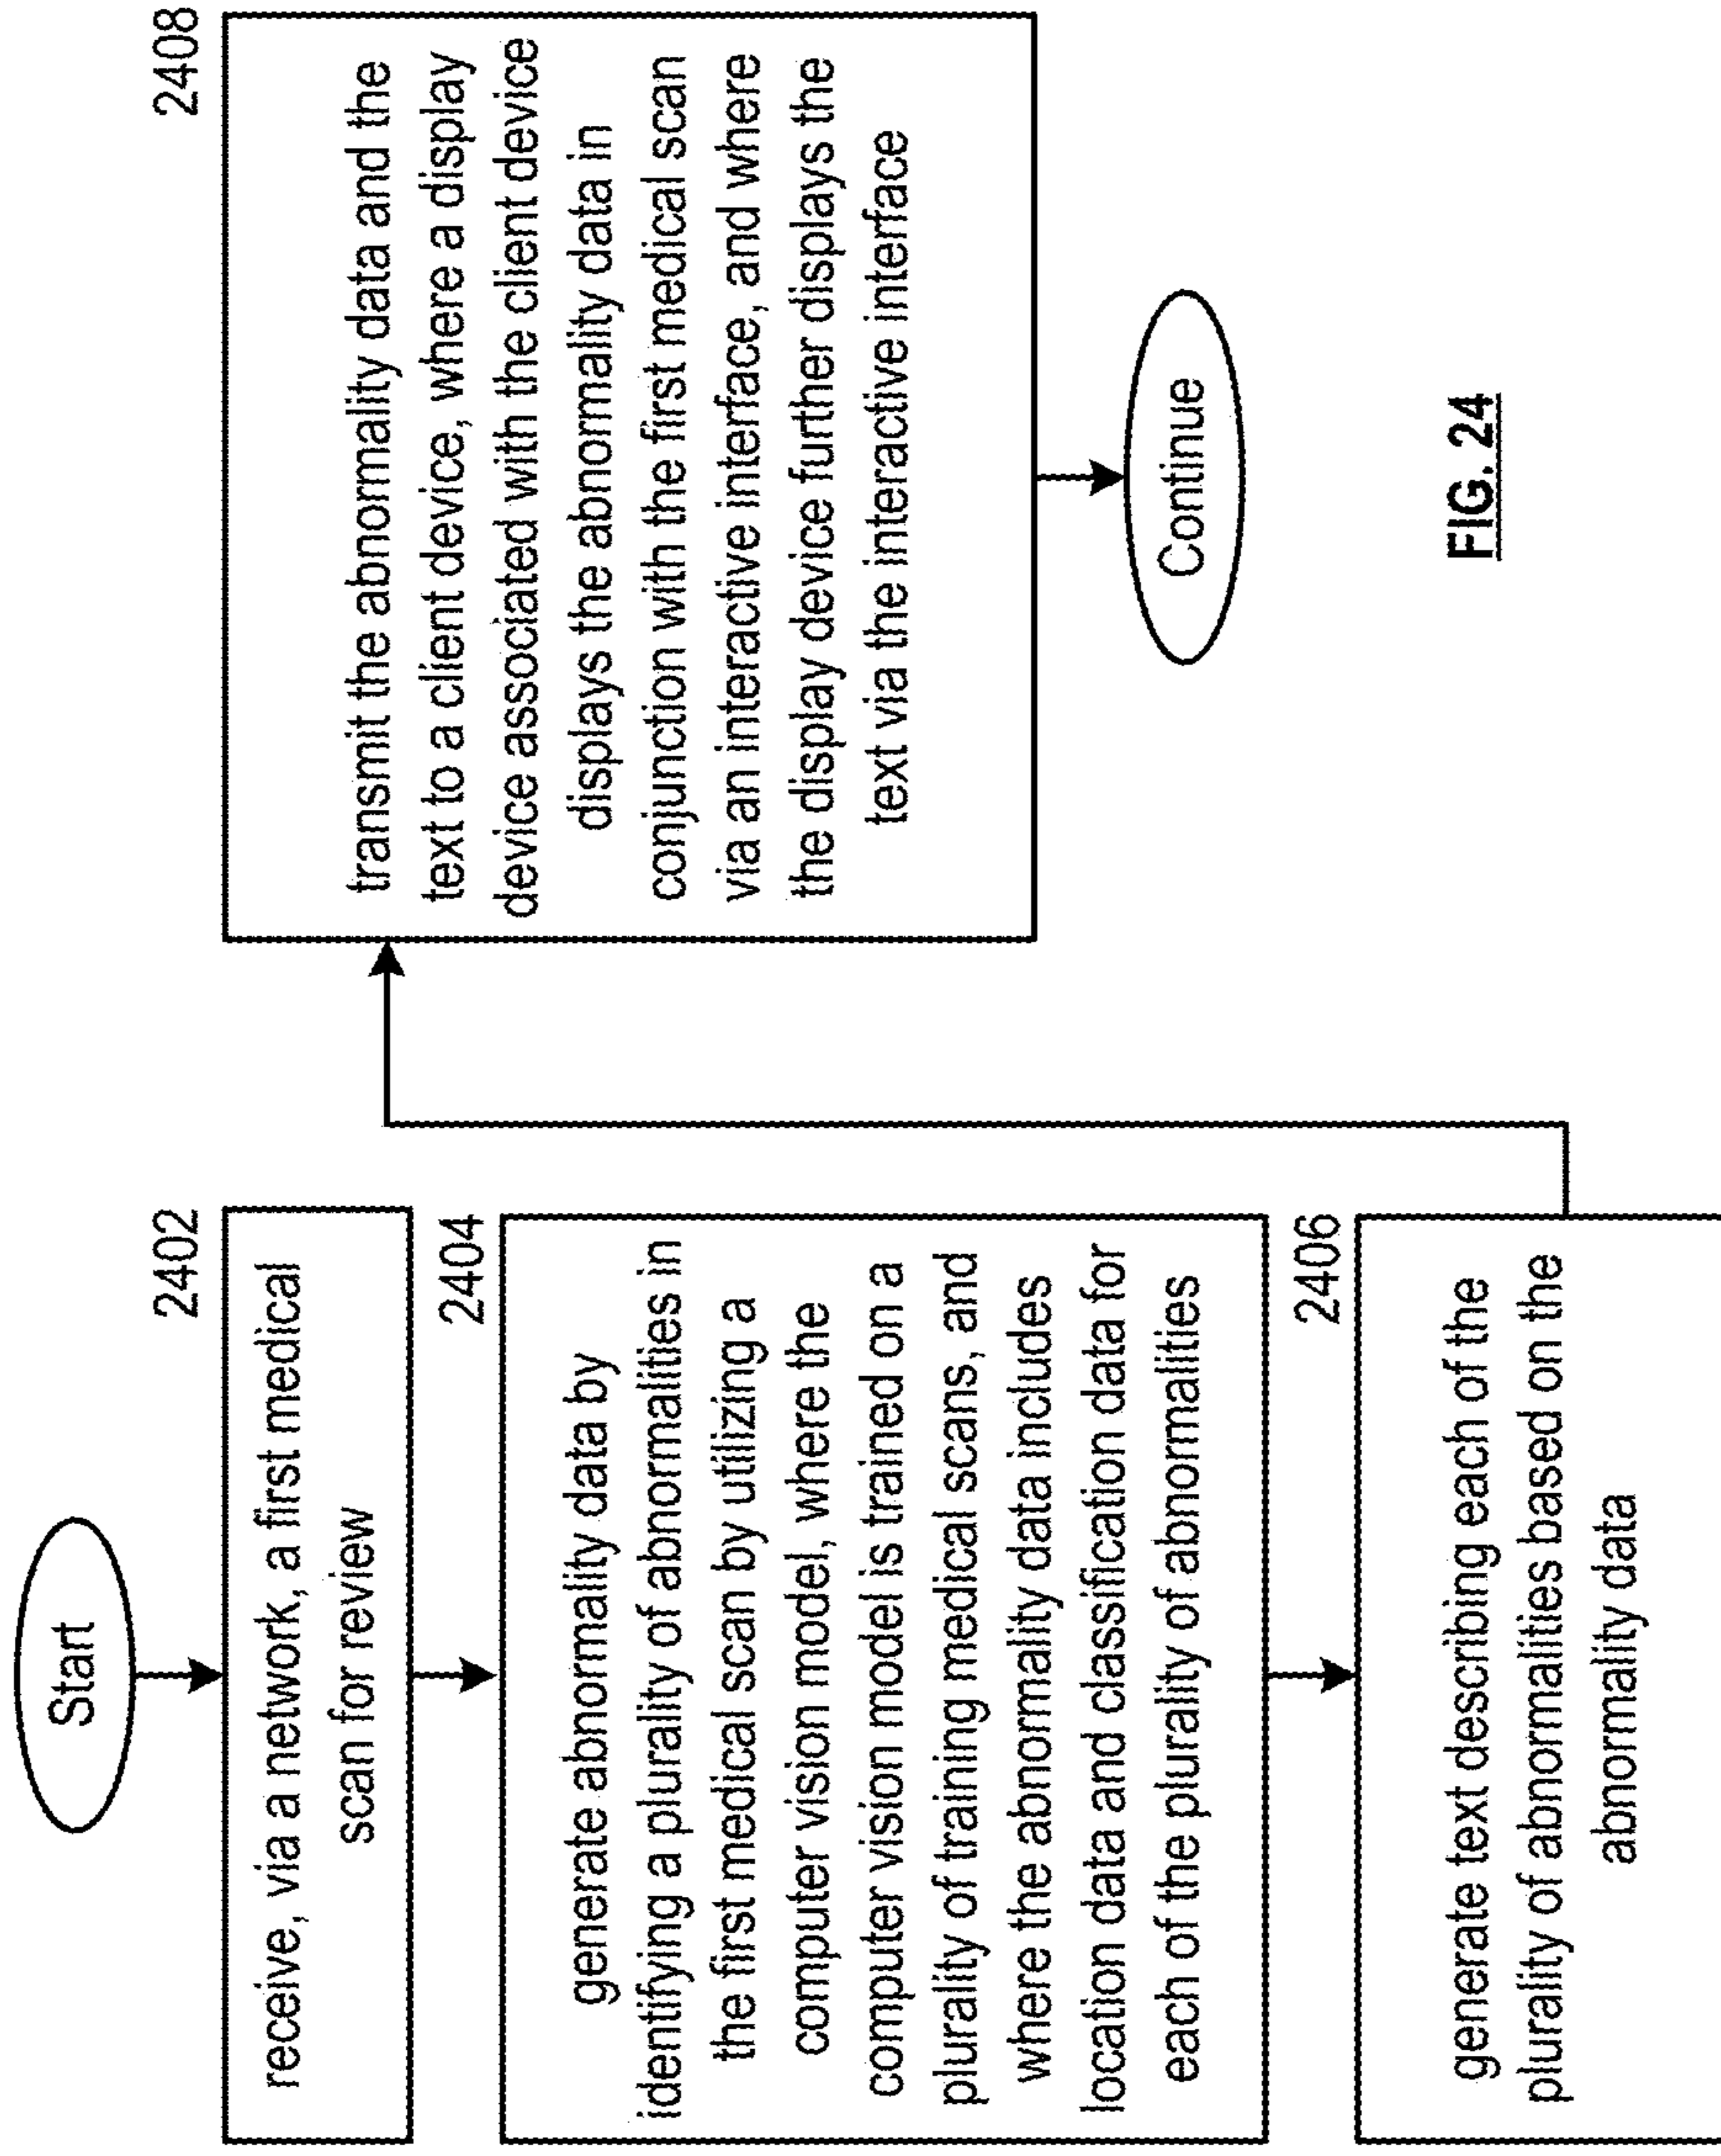 Start
2402
receive, via a network, a first medical
scan for review
2404
generate abnormality data by
identifying a plurality of abnormalities in
the first medical scan by utilizing a
computer vision model, where the
computer vision model is trained on a
plurality of training medical scans, and
where the abnormality data includes
location data and classification data for
each of the plurality of abnormalities
2406
generate text describing each of the
plurality of abnormalities based on the
abnormality data
2408
transmit the abnormality data and the
text to a client device, where a display
device associated with the client device
displays the abnormality data in
conjunction with the first medical scan
via an interactive interface, and where
the display device further displays the
text via the interactive interface
Continue
FIG. 24